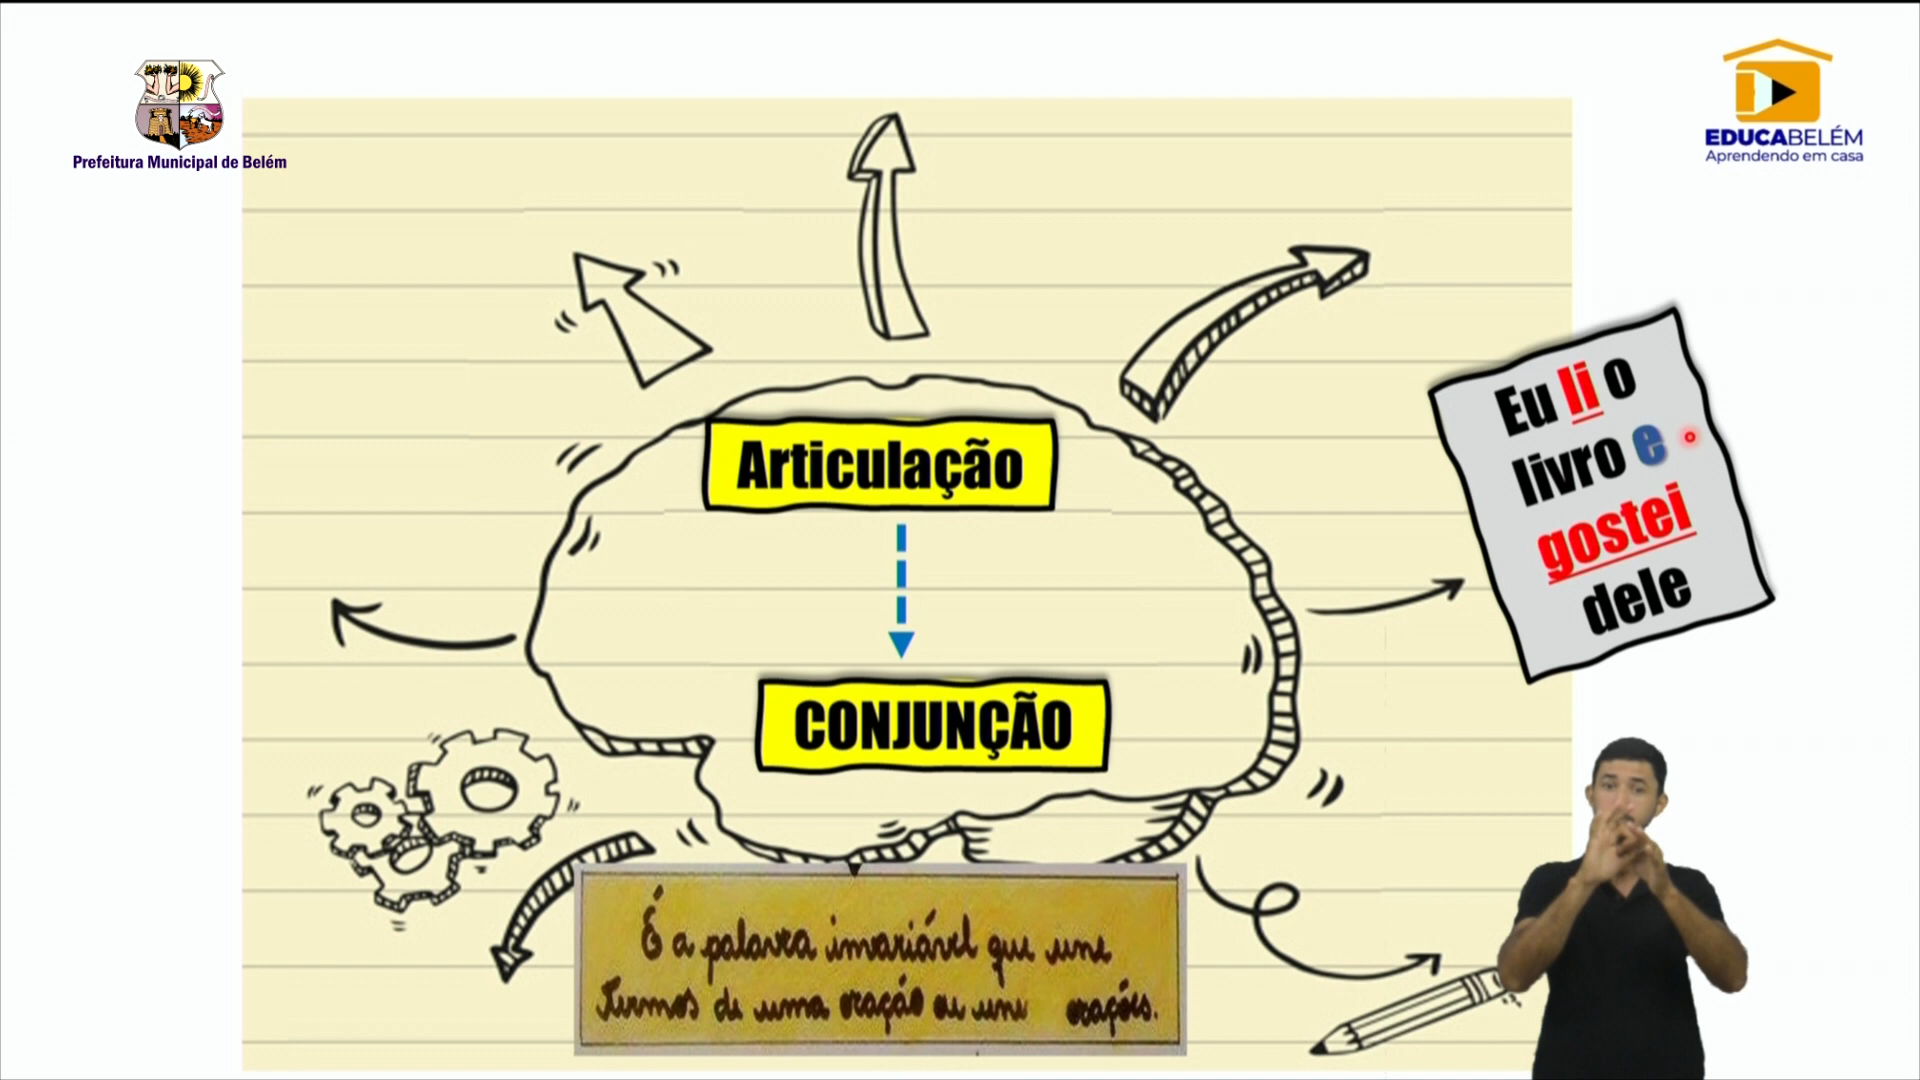 Prefeitura Municipal de Belém
EDUCABELÉM
Aprendendo em casa
Articulação
CONJUNÇÃO
Eu li o
livro e
gostei
dele
É a palavra invariável que une
termos de uma oração ou une orações.